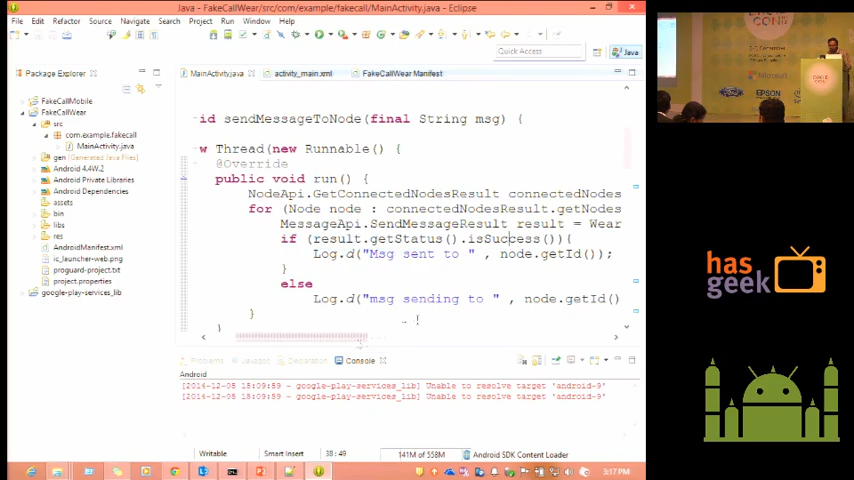 Java - FakeCallWear/src/com/example/fakecall/MainActivity.java - Eclipse
File Edit Source Refactor Navigate Search Project Run Window Help
Quick Access
Java
Package Explorer
FakeCallMobile
FakeCallWear
src
com.example.fakecall
MainActivity.java
gen [Generated Java Files]
Android 4.4W.2
Android Private Libraries
Android Dependencies
assets
bin
libs
res
AndroidManifest.xml
ic_launcher-web.png
proguard-project.txt
project.properties
google-play-services_lib
MainActivity.java
activity_main.xml
FakeCallWear Manifest
id sendMessageToNode(final String msg) {
w Thread(new Runnable() {
@Override
public void run() {
NodeApi.GetConnectedNodesResult connectedNodes
for (Node node : connectedNodesResult.getNodes
MessageApi.SendMessageResult result = Wear
if (result.getStatus().isSuccess()){
Log.d("Msg sent to " , node.getId());
}
else
Log.d("msg sending to " , node.getId()
}
}
Problems
Javadoc
Declaration
Console
Android
[2014-12-05 18:09:59 - google-play-services_lib] Unable to resolve target 'android-9'
[2014-12-05 18:09:59 - google-play-services_lib] Unable to resolve target 'android-9'
Writable
Smart Insert
38 : 49
141M of 558M
Android SDK Content Loader
3:17 PM
Microsoft
EPSON
has
geek